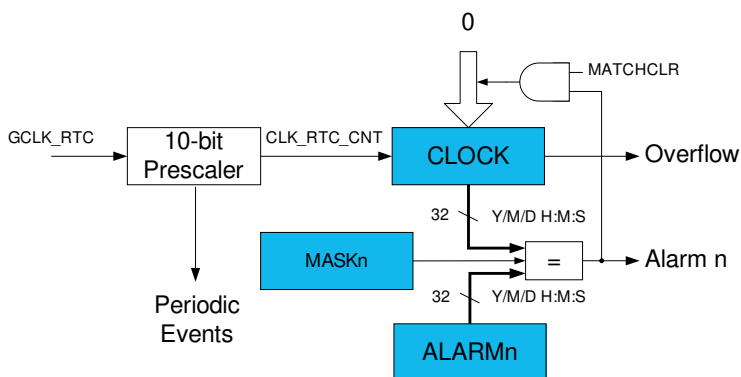 0
MATCHCLR
GCLK_RTC
10-bit
Prescaler
CLK_RTC_CNT
CLOCK
Overflow
32
Y/M/D H:M:S
MASKn
=
Alarm n
32
Y/M/D H:M:S
Periodic
Events
ALARMn